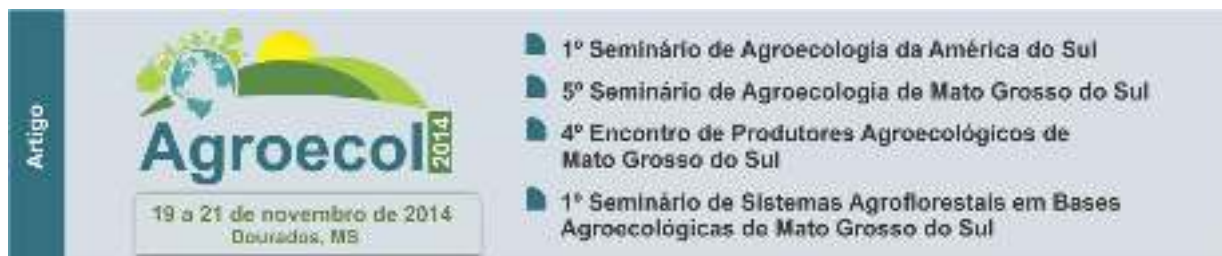 Artigo
Agroecol 2014
19 a 21 de novembro de 2014
Dourados, MS
1º Seminário de Agroecologia da América do Sul
5º Seminário de Agroecologia de Mato Grosso do Sul
4º Encontro de Produtores Agroecológicos de
Mato Grosso do Sul
1º Seminário de Sistemas Agroflorestais em Bases
Agroecológicas de Mato Grosso do Sul